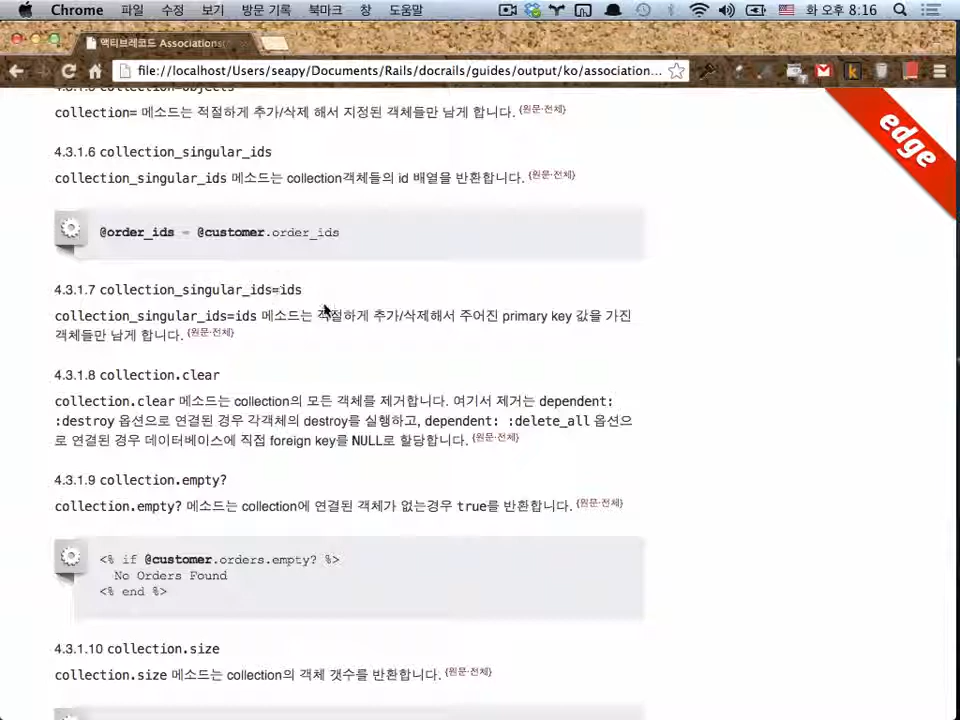 Chrome 파일 수정 보기 방문 기록 북마크 창 도움말 화 오후 8:16
액티브레코드 Associations
file://localhost/Users/seapy/Documents/Rails/docrails/guides/output/ko/association...
edge
collection= 메소드는 적절하게 추가/삭제 해서 지정된 객체들만 남게 합니다. {원문·전체}
4.3.1.6 collection_singular_ids
collection_singular_ids 메소드는 collection객체들의 id 배열을 반환합니다. {원문·전체}
@order_ids = @customer.order_ids
4.3.1.7 collection_singular_ids=ids
collection_singular_ids=ids 메소드는 적절하게 추가/삭제해서 주어진 primary key 값을 가진
객체들만 남게 합니다. {원문·전체}
4.3.1.8 collection.clear
collection.clear 메소드는 collection의 모든 객체를 제거합니다. 여기서 제거는 dependent:
:destroy 옵션으로 연결된 경우 각객체의 destroy를 실행하고, dependent: :delete_all 옵션으
로 연결된 경우 데이터베이스에 직접 foreign key를 NULL로 할당합니다. {원문·전체}
4.3.1.9 collection.empty?
collection.empty? 메소드는 collection에 연결된 객체가 없는경우 true를 반환합니다. {원문·전체}
<% if @customer.orders.empty? %>
No Orders Found
<% end %>
4.3.1.10 collection.size
collection.size 메소드는 collection의 객체 갯수를 반환합니다. {원문·전체}